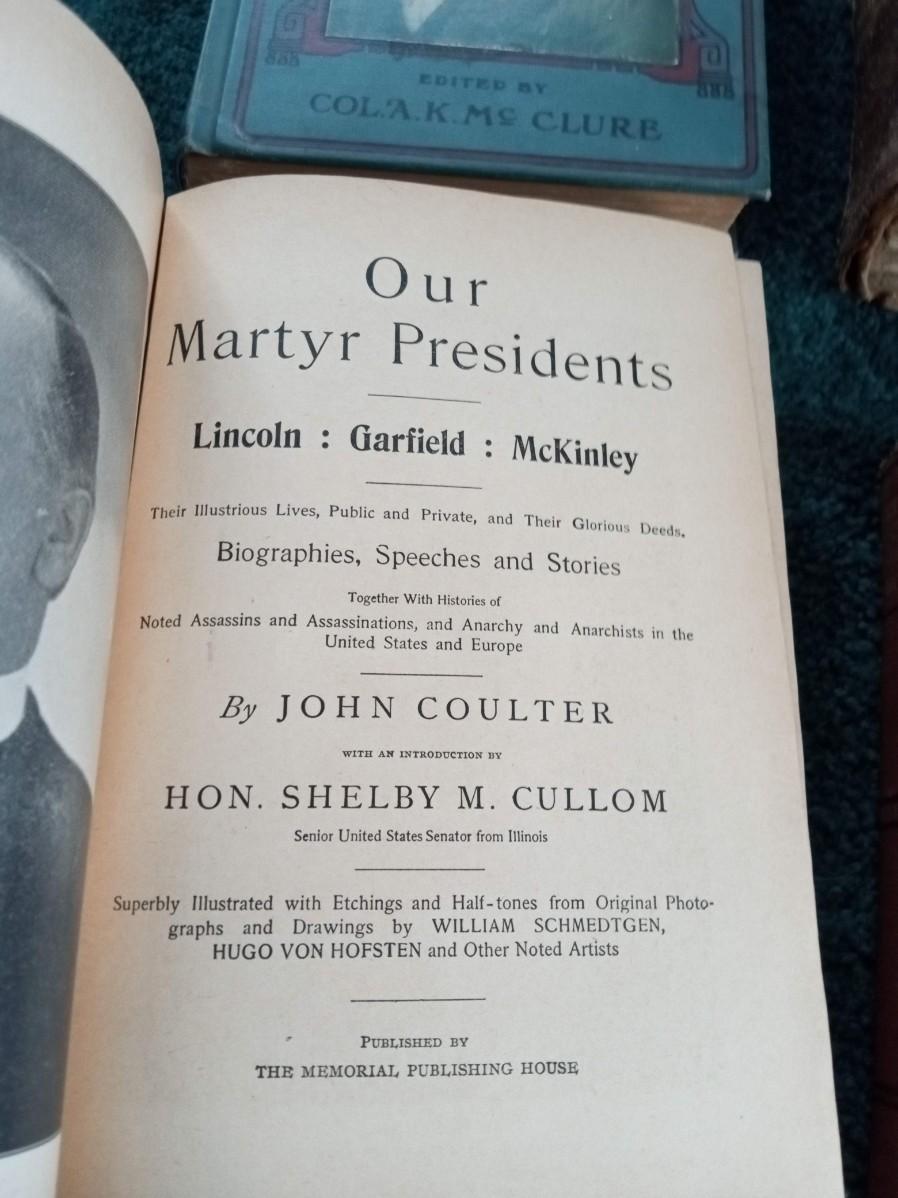 EDITED BY
COL. A. K. Mc CLURE
Our
Martyr Presidents
Lincoln : Garfield : McKinley
Their Illustrious Lives, Public and Private, and Their Glorious Deeds.
Biographies, Speeches and Stories
Together With Histories of
Noted Assassins and Assassinations, and Anarchy and Anarchists in the
United States and Europe
By JOHN COULTER
WITH AN INTRODUCTION BY
HON. SHELBY M. CULLOM
Senior United States Senator from Illinois
Superbly Illustrated with Etchings and Half-tones from Original Photo-
graphs and Drawings by WILLIAM SCHMEDTGEN,
HUGO VON HOFSTEN and Other Noted Artists
PUBLISHED BY
THE MEMORIAL PUBLISHING HOUSE